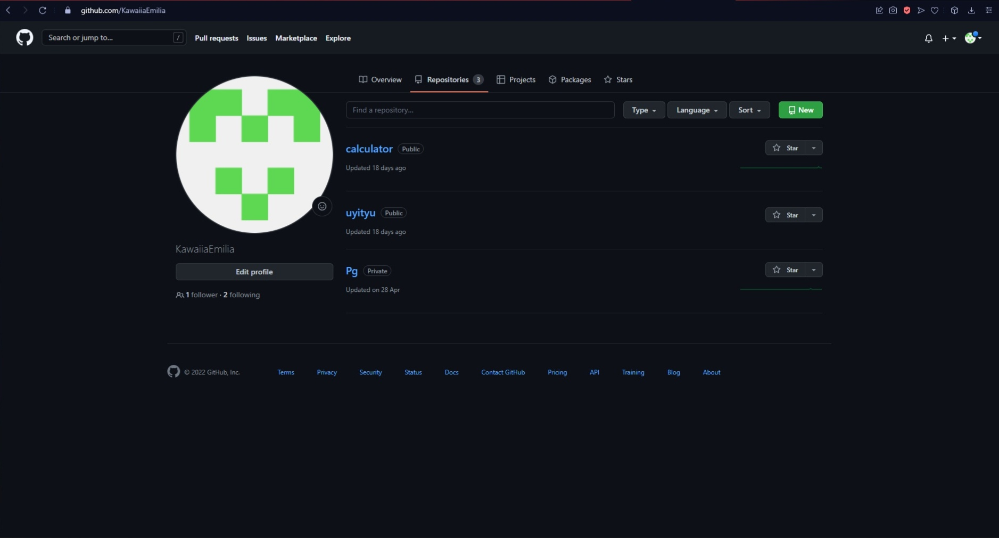 github.com/KawaiiaEmilia
Search or jump to... /
Pull requests Issues Marketplace Explore
Overview Repositories 3 Projects Packages Stars
Find a repository... Type Language Sort New
calculator Public Star
Updated 18 days ago
uyityu Public Star
Updated 18 days ago
KawaiiaEmilia
Edit profile
1 follower · 2 following
Pg Private Star
Updated on 28 Apr
© 2022 GitHub, Inc. Terms Privacy Security Status Docs Contact GitHub Pricing API Training Blog About